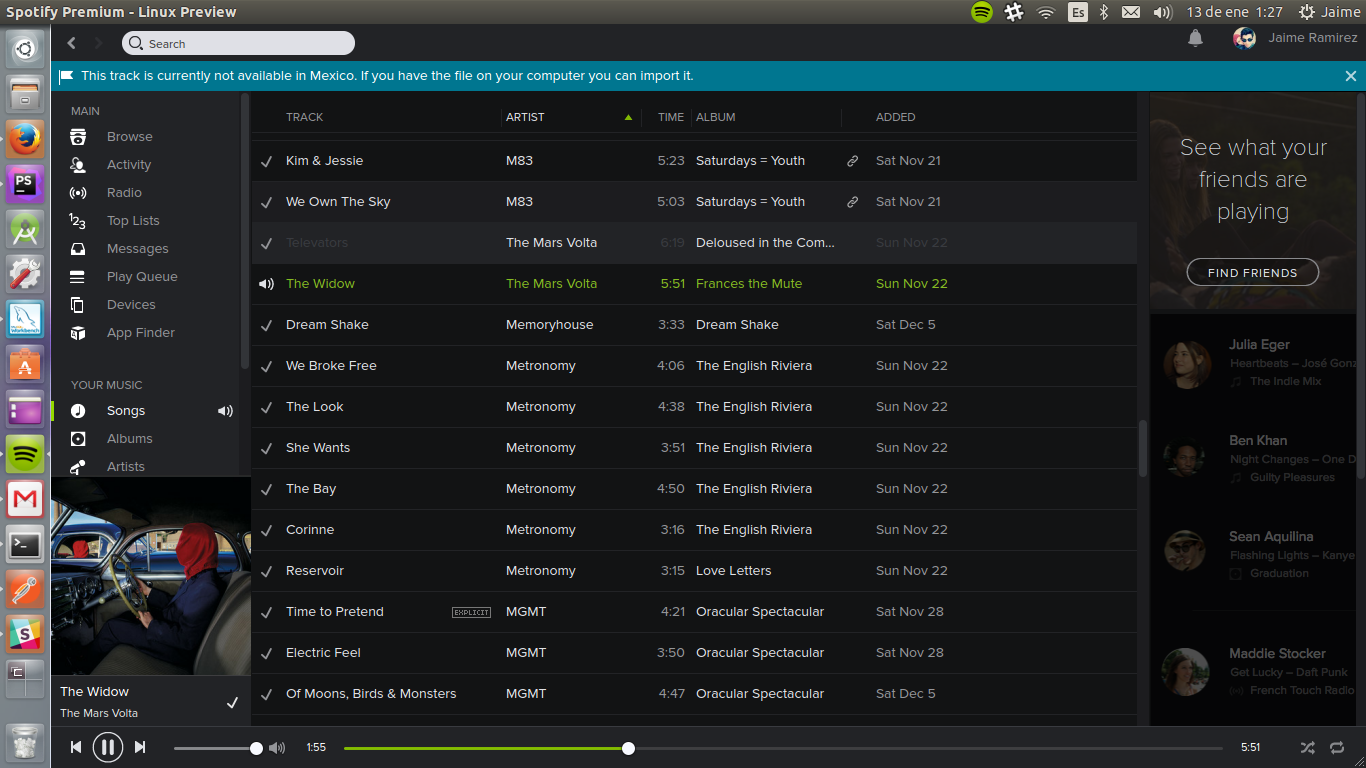 Spotify Premium - Linux Preview
Es
13 de ene 1:27
Jaime
Search
Jaime Ramirez
This track is currently not available in Mexico. If you have the file on your computer you can import it.
MAIN
Browse
Activity
Radio
Top Lists
Messages
Play Queue
Devices
App Finder
YOUR MUSIC
Songs
Albums
Artists
The Widow
The Mars Volta
TRACK ARTIST TIME ALBUM ADDED
Kim & Jessie M83 5:23 Saturdays = Youth Sat Nov 21
We Own The Sky M83 5:03 Saturdays = Youth Sat Nov 21
Televators The Mars Volta 6:19 Deloused in the Com... Sun Nov 22
The Widow The Mars Volta 5:51 Frances the Mute Sun Nov 22
Dream Shake Memoryhouse 3:33 Dream Shake Sat Dec 5
We Broke Free Metronomy 4:06 The English Riviera Sun Nov 22
The Look Metronomy 4:38 The English Riviera Sun Nov 22
She Wants Metronomy 3:51 The English Riviera Sun Nov 22
The Bay Metronomy 4:50 The English Riviera Sun Nov 22
Corinne Metronomy 3:16 The English Riviera Sun Nov 22
Reservoir Metronomy 3:15 Love Letters Sun Nov 22
Time to Pretend EXPLICIT MGMT 4:21 Oracular Spectacular Sat Nov 28
Electric Feel MGMT 3:50 Oracular Spectacular Sat Nov 28
Of Moons, Birds & Monsters MGMT 4:47 Oracular Spectacular Sat Dec 5
See what your
friends are
playing
FIND FRIENDS
Julia Eger
Heartbeats – José Gonz
The Indie Mix
Ben Khan
Night Changes – One D
Guilty Pleasures
Sean Aquilina
Flashing Lights – Kanye
Graduation
Maddie Stocker
Get Lucky – Daft Punk
French Touch Radio
1:55
5:51
PS
Workbench